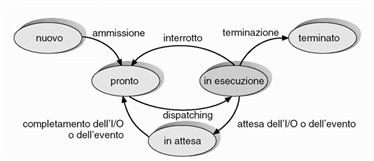 nuovo
ammissione
interrotto
terminazione
terminato
pronto
in esecuzione
dispatching
completamento dell'I/O
o dell'evento
in attesa
attesa dell'I/O o dell'evento